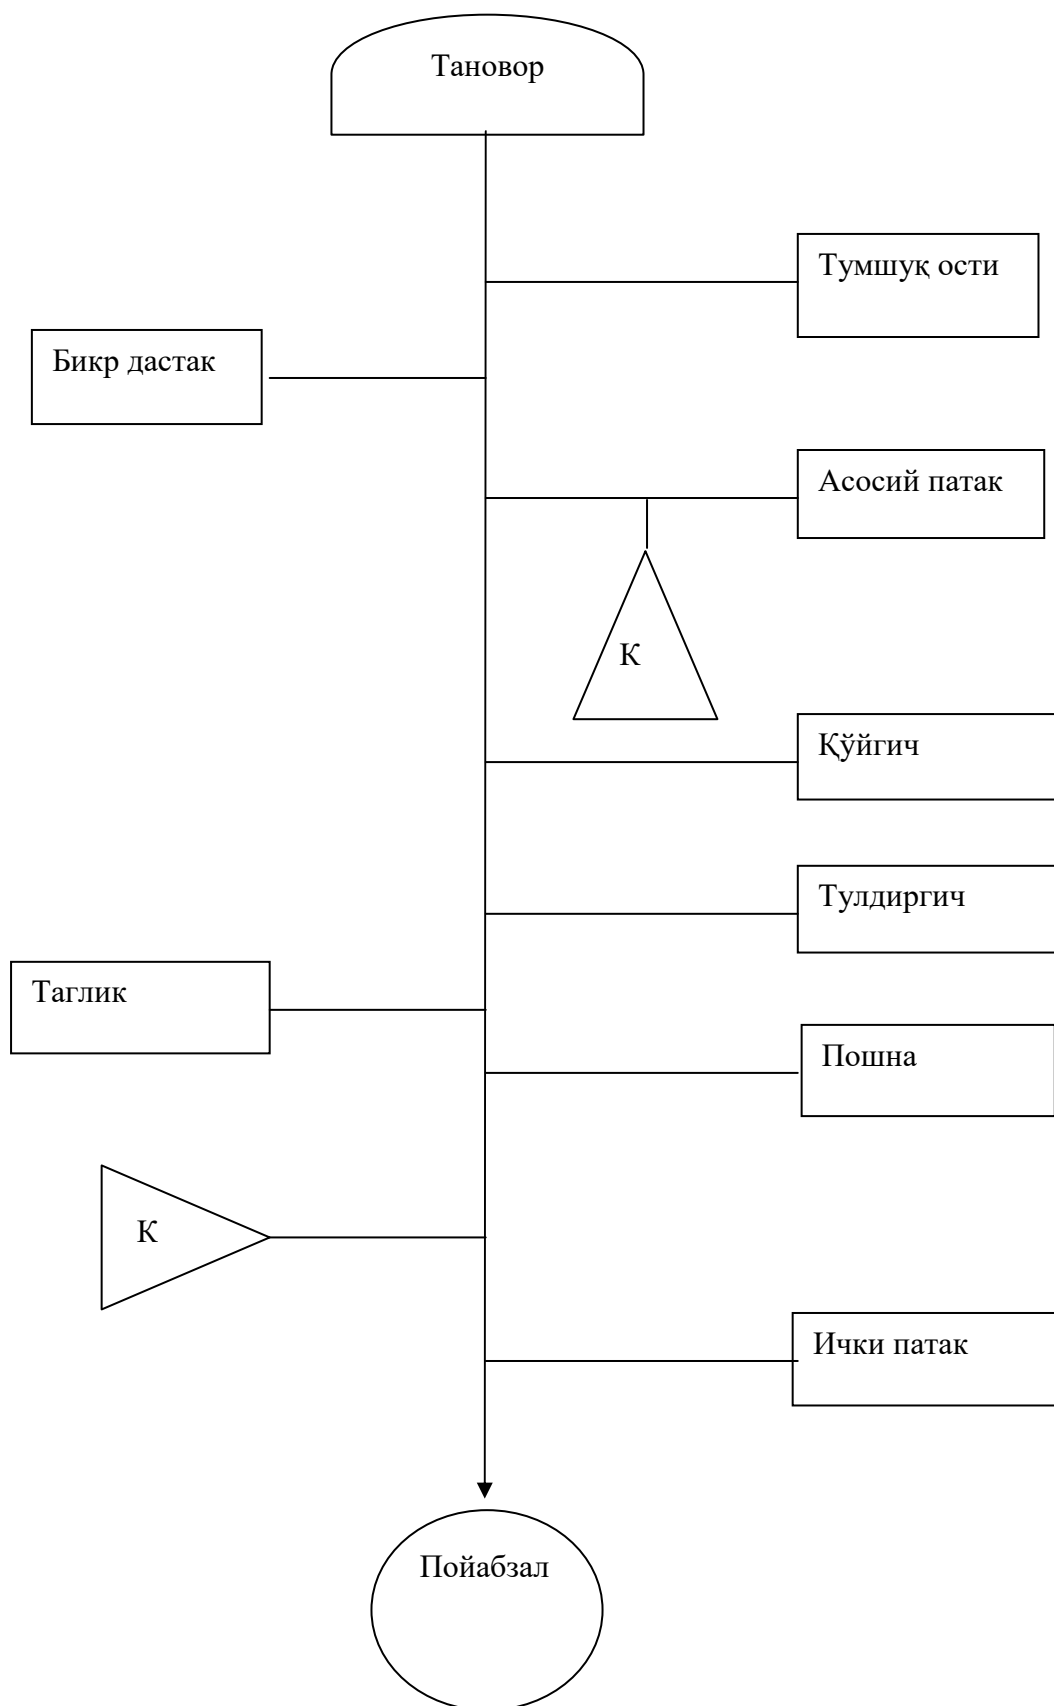 Тановор
Тумшуқ ости
Бикр дастак
Асосий патак
К
Қўйгич
Тулдиргич
Таглик
Пошна
К
Ички патак
Пойабзал